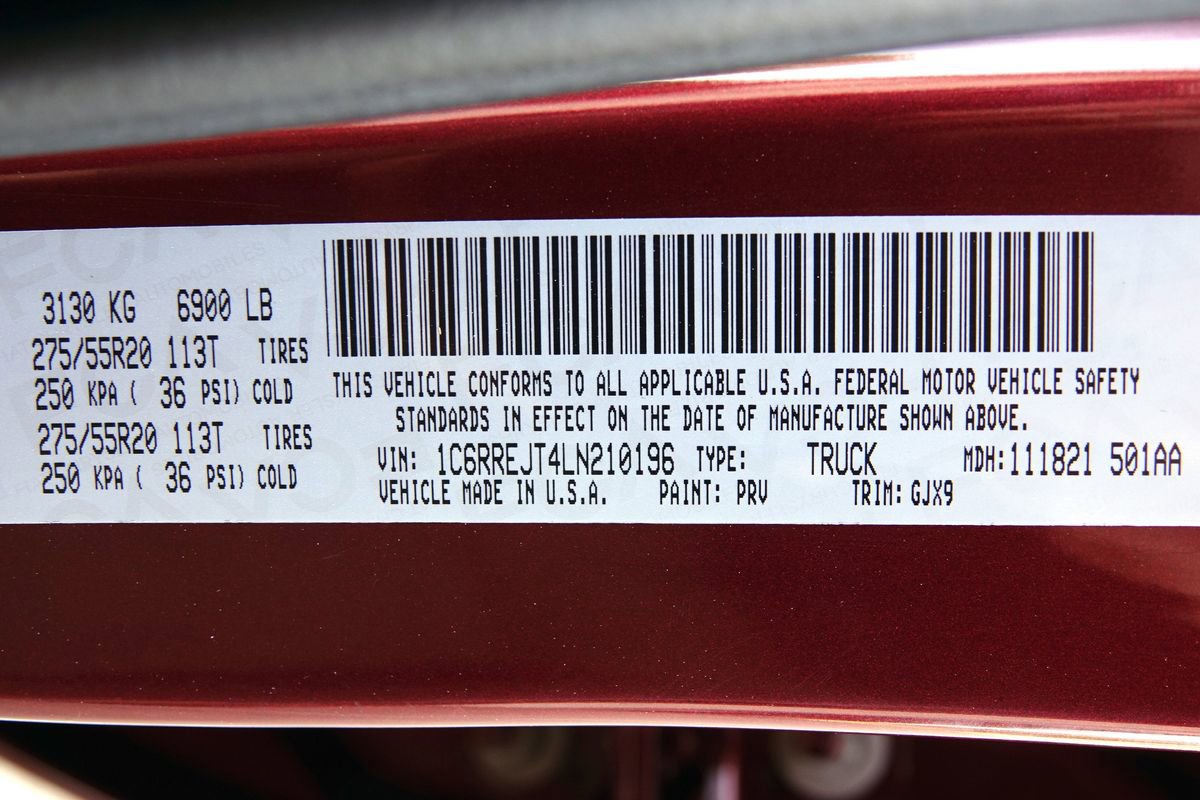 3130 KG 6900 LB
275/55R20 113T TIRES
250 KPA ( 36 PSI) COLD
275/55R20 113T TIRES
250 KPA ( 36 PSI) COLD
THIS VEHICLE CONFORMS TO ALL APPLICABLE U.S.A. FEDERAL MOTOR VEHICLE SAFETY
STANDARDS IN EFFECT ON THE DATE OF MANUFACTURE SHOWN ABOVE.
VIN: 1C6RREJT4LN210196 TYPE: TRUCK MDH: 111821 501AA
VEHICLE MADE IN U.S.A. PAINT: PRV TRIM: GJX9